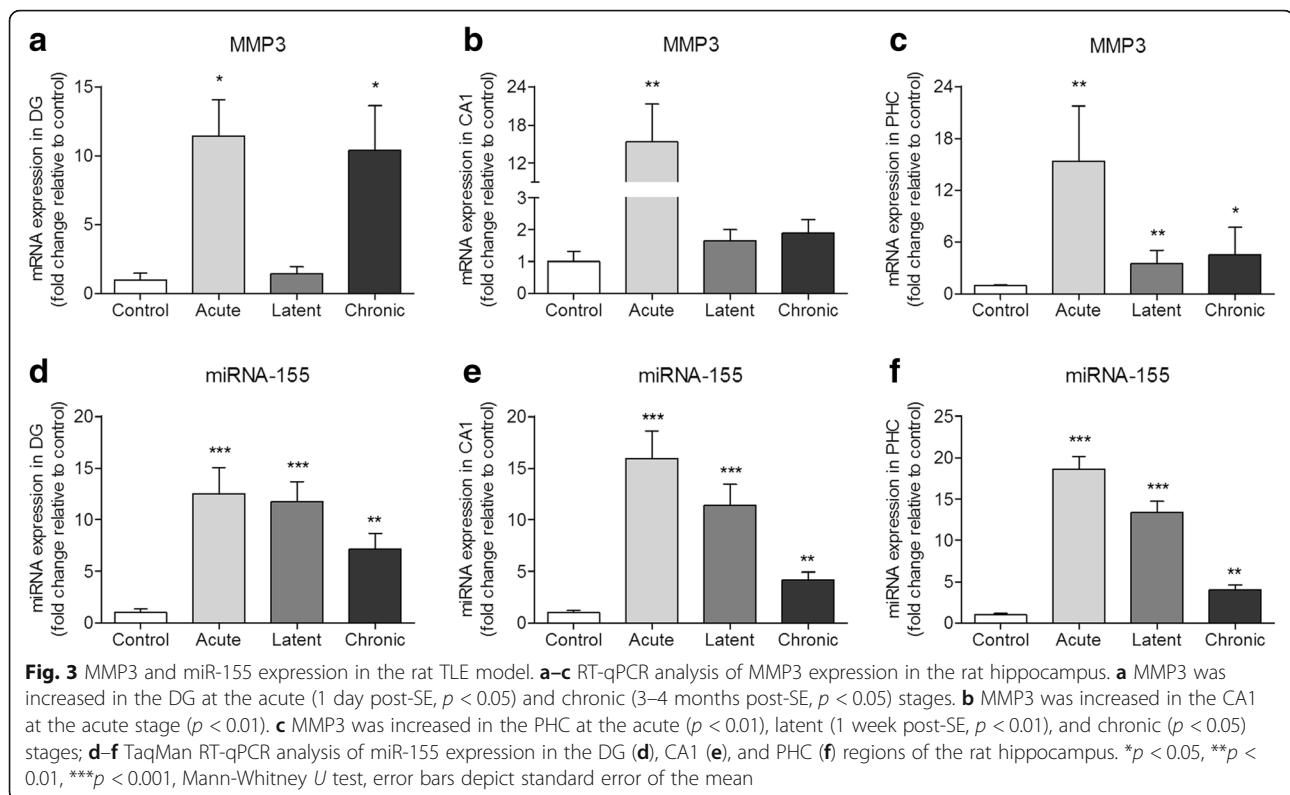 a
MMP3
mRNA expression in DG
(fold change relative to control)
15
10
5
0
*
*
Control Acute Latent Chronic
b
MMP3
mRNA expression in CA1
(fold change relative to control)
24
18
12
3
2
1
0
**
Control Acute Latent Chronic
c
MMP3
mRNA expression in PHC
(fold change relative to control)
24
18
12
6
0
**
**
*
Control Acute Latent Chronic
d
miRNA-155
miRNA expression in DG
(fold change relative to control)
20
15
10
5
0
***
***
**
Control Acute Latent Chronic
e
miRNA-155
miRNA expression in CA1
(fold change relative to control)
20
15
10
5
0
***
***
**
Control Acute Latent Chronic
f
miRNA-155
miRNA expression in PHC
(fold change relative to control)
25
20
15
10
5
0
***
***
**
Control Acute Latent Chronic
Fig. 3 MMP3 and miR-155 expression in the rat TLE model. a–c RT-qPCR analysis of MMP3 expression in the rat hippocampus. a MMP3 was
increased in the DG at the acute (1 day post-SE, p < 0.05) and chronic (3–4 months post-SE, p < 0.05) stages. b MMP3 was increased in the CA1
at the acute stage (p < 0.01). c MMP3 was increased in the PHC at the acute (p < 0.01), latent (1 week post-SE, p < 0.01), and chronic (p < 0.05)
stages; d–f TaqMan RT-qPCR analysis of miR-155 expression in the DG (d), CA1 (e), and PHC (f) regions of the rat hippocampus. *p < 0.05, **p <
0.01, ***p < 0.001, Mann-Whitney U test, error bars depict standard error of the mean